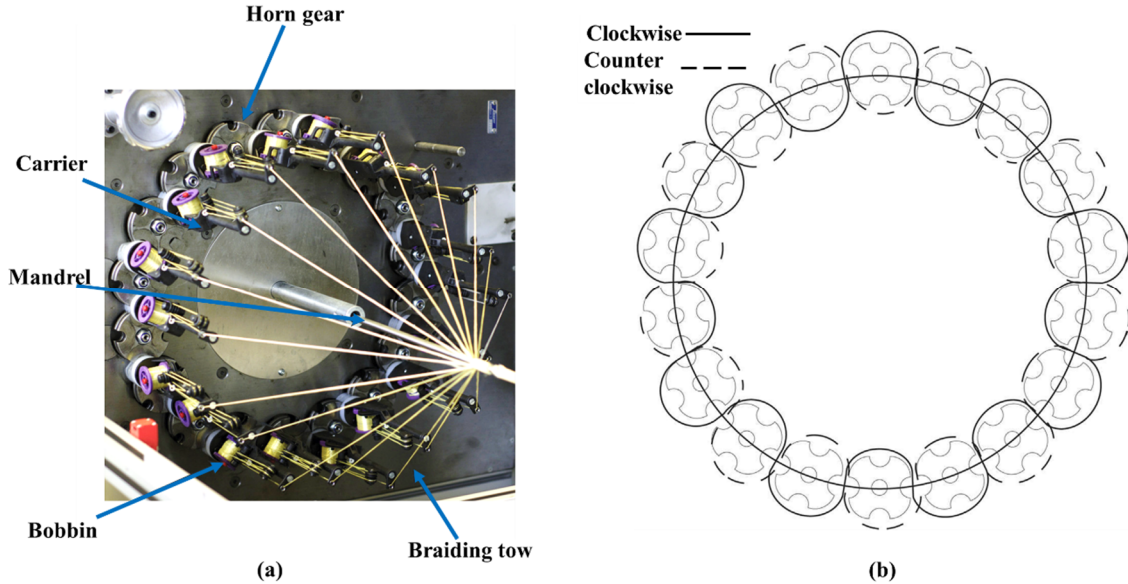 Horn gear
Carrier
Mandrel
Bobbin
Braiding tow
(a)
Clockwise
Counter
clockwise
(b)